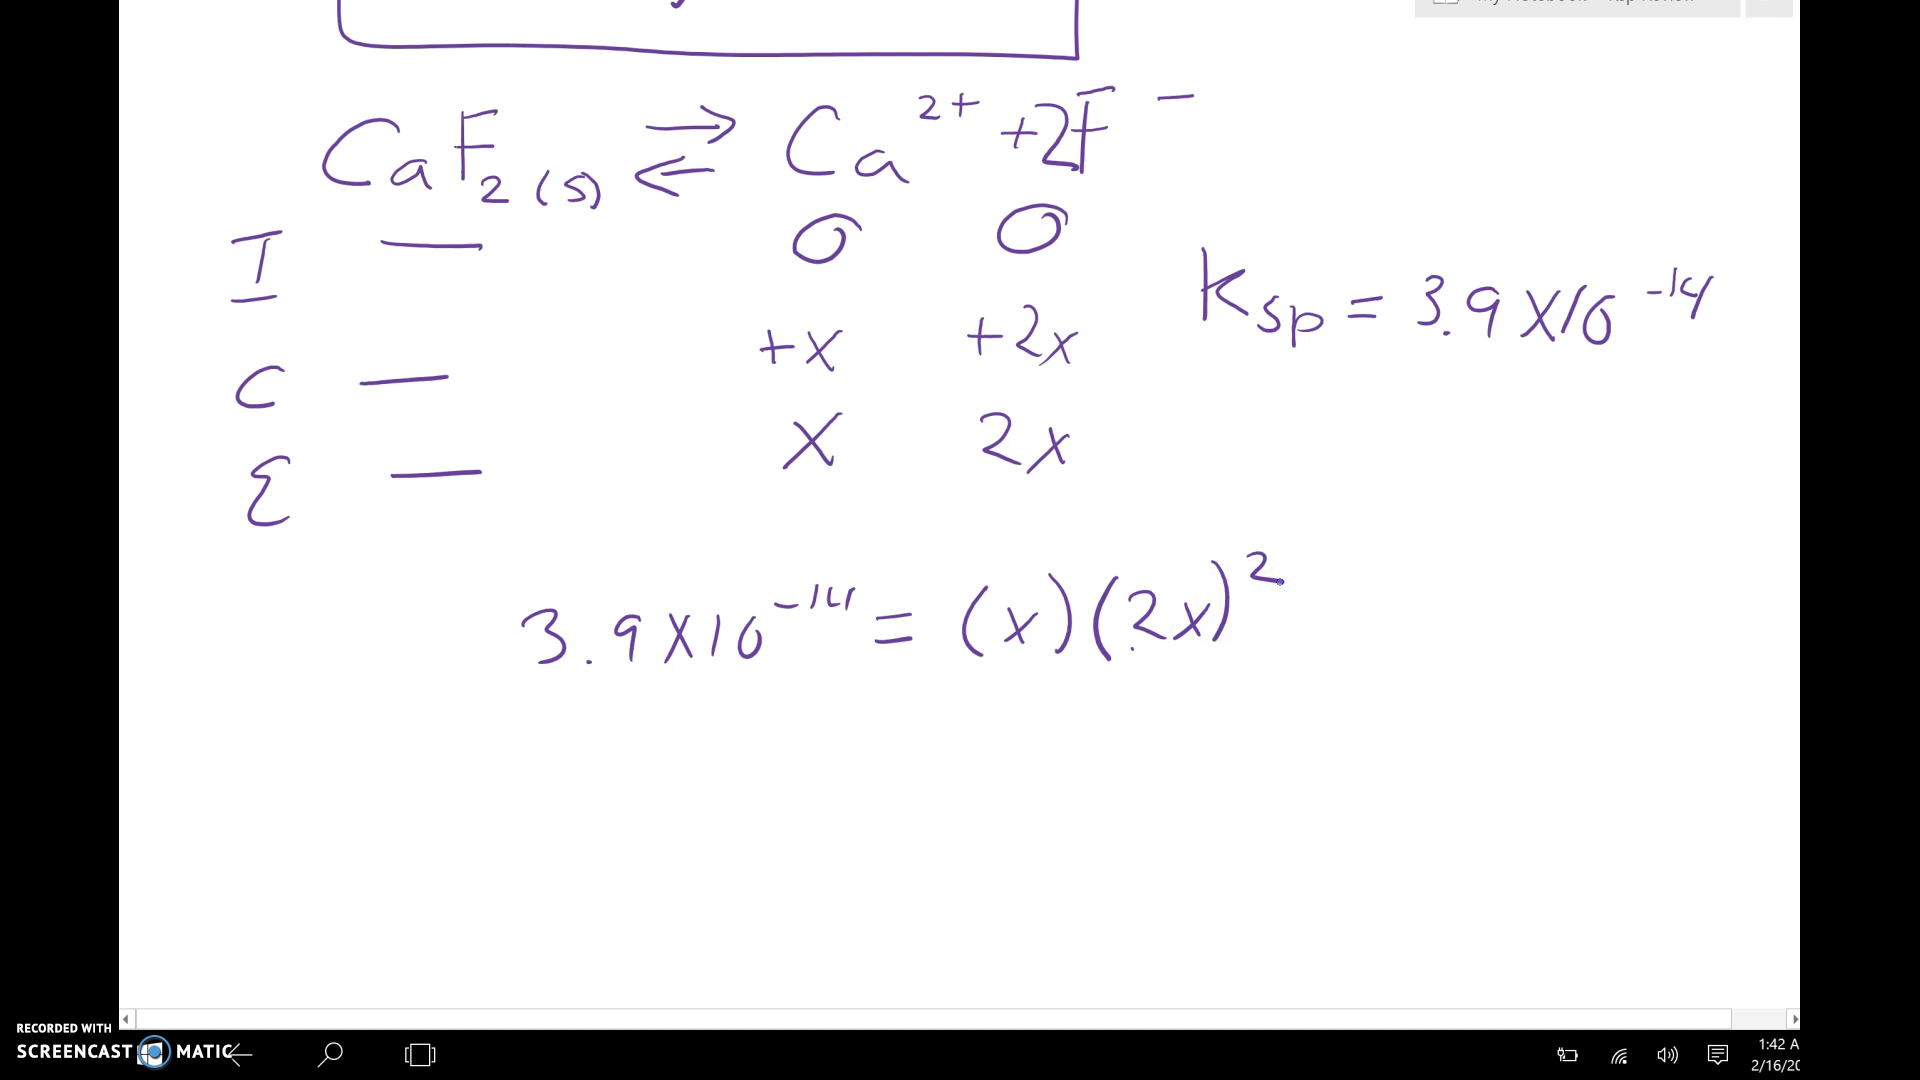 CaF₂ (s) ⇌ Ca²⁺ + 2F⁻
I — 0 0
Ksp = 3.9 X 10⁻¹⁴
C — +x +2x
E — x 2x
3.9 X 10⁻¹⁴ = (x)(2x)²
RECORDED WITH
SCREENCAST MATIC
1:42 A
2/16/20